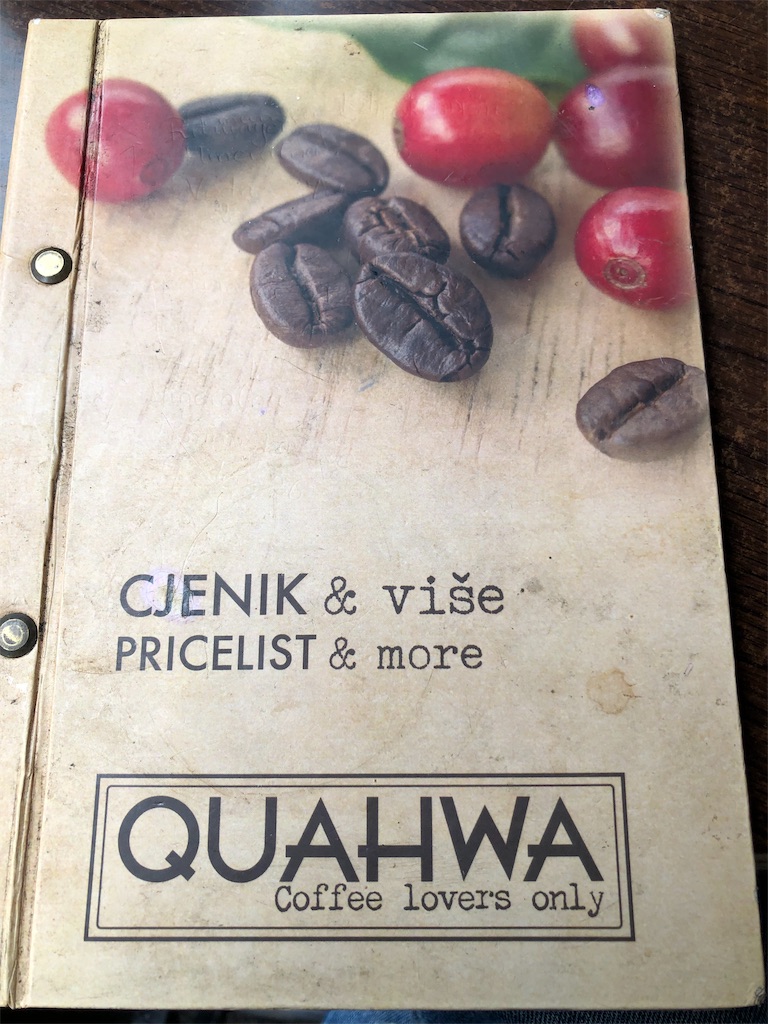 CJENIK & više
PRICELIST & more
QUAHWA
Coffee lovers only